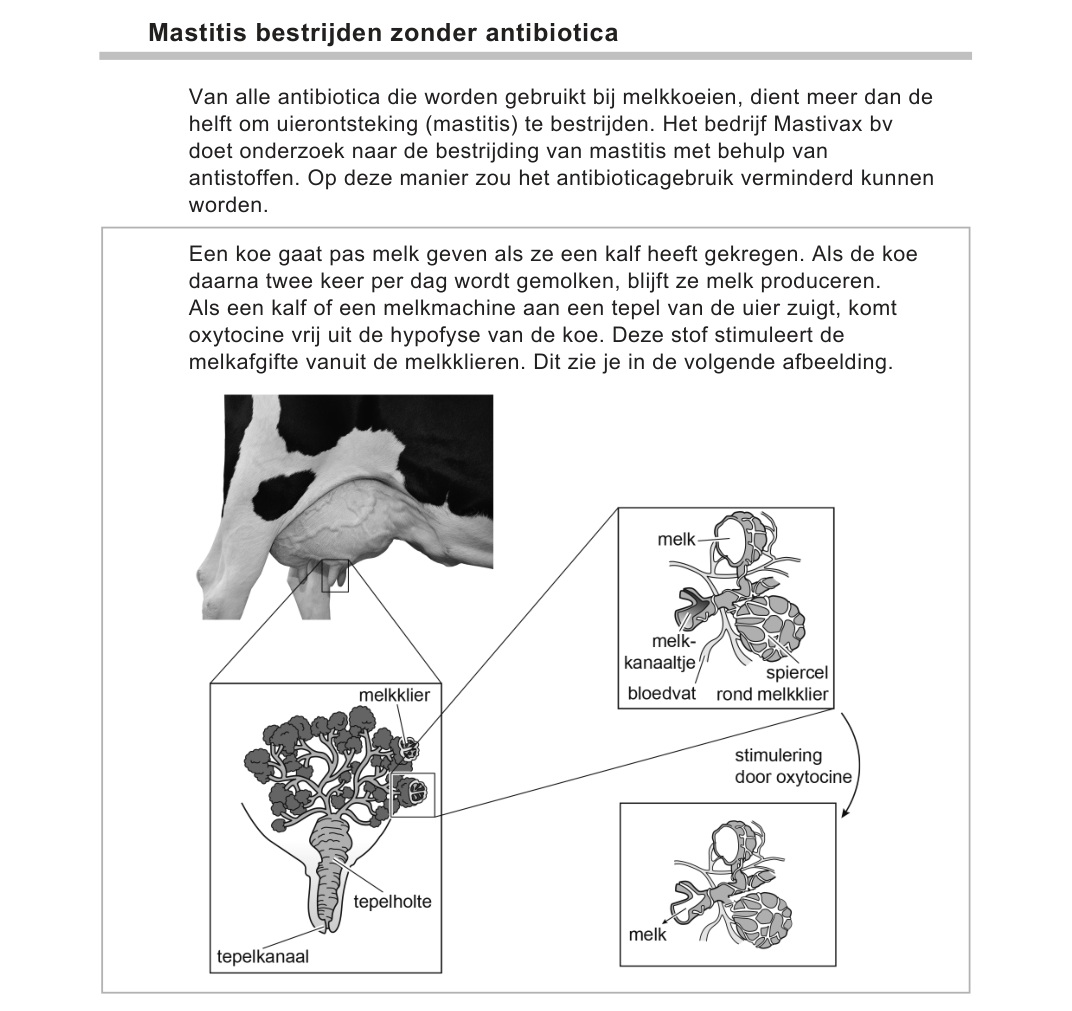 Mastitis bestrijden zonder antibiotica
Van alle antibiotica die worden gebruikt bij melkkoeien, dient meer dan de
helft om uierontsteking (mastitis) te bestrijden. Het bedrijf Mastivax bv
doet onderzoek naar de bestrijding van mastitis met behulp van
antistoffen. Op deze manier zou het antibioticagebruik verminderd kunnen
worden.
Een koe gaat pas melk geven als ze een kalf heeft gekregen. Als de koe
daarna twee keer per dag wordt gemolken, blijft ze melk produceren.
Als een kalf of een melkmachine aan een tepel van de uier zuigt, komt
oxytocine vrij uit de hypofyse van de koe. Deze stof stimuleert de
melkafgifte vanuit de melkklieren. Dit zie je in de volgende afbeelding.
melk
melk-
kanaaltje
bloedvat
spiercel
rond melkklier
melkklier
tepelholte
tepelkanaal
stimulering
door oxytocine
melk